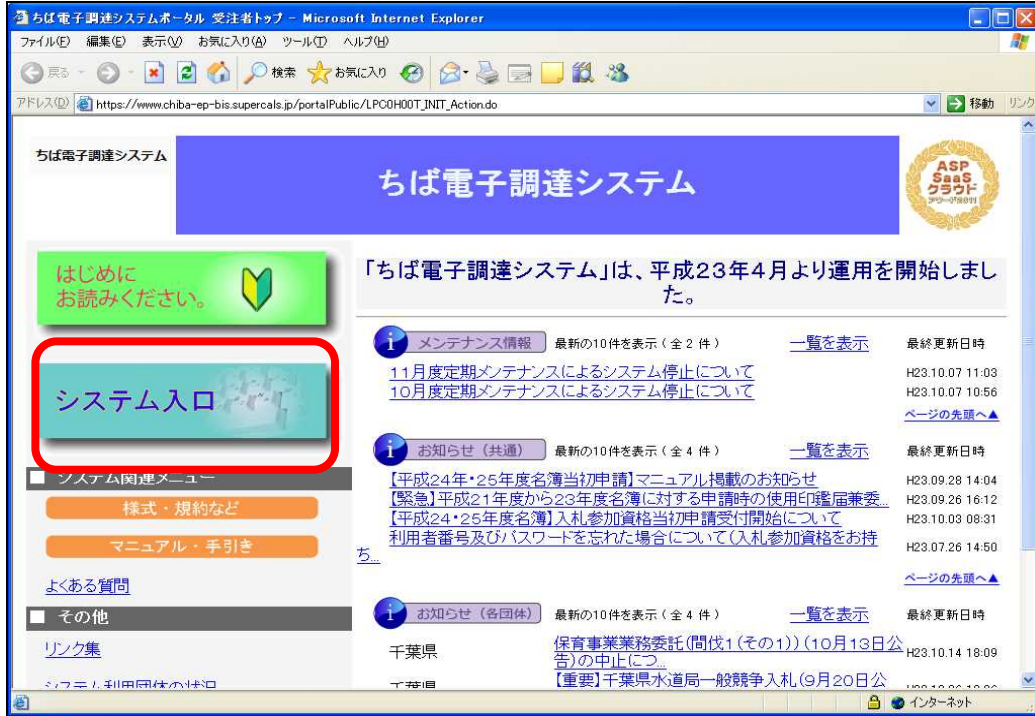 ちば電子調達システムポータル 受注者トップ - Microsoft Internet Explorer
ファイル(F) 編集(E) 表示(V) お気に入り(A) ツール(T) ヘルプ(H)
戻る 検索 お気に入り
アドレス(D) https://www.chiba-ep-bis.supercals.jp/portalPublic/LPC0H00T_INIT_Action.do 移動 リンク
ちば電子調達システム
ちば電子調達システム
ASP
SaaS
クラウド
はじめに
お読みください。
「ちば電子調達システム」は、平成23年4月より運用を開始しまし
た。
システム入口
メンテナンス情報 最新の10件を表示(全2件) 一覧を表示 最終更新日時
11月度定期メンテナンスによるシステム停止について H23.10.07 11:03
10月度定期メンテナンスによるシステム停止について H23.10.07 10:56
ページの先頭へ▲
お知らせ(共通) 最新の10件を表示(全4件) 一覧を表示 最終更新日時
【平成24年・25年度名簿当初申請】マニュアル掲載のお知らせ H23.09.28 14:04
【緊急】平成21年度から23年度名簿に対する申請時の使用印鑑届兼委... H23.09.26 16:12
【平成24・25年度名簿】入札参加資格当初申請受付開始について H23.10.03 08:31
利用者番号及びパスワードを忘れた場合について(入札参加資格をお持
ち... H23.07.26 14:50
ページの先頭へ▲
お知らせ(各団体) 最新の10件を表示(全4件) 一覧を表示 最終更新日時
千葉県 保育事業業務委託(間伐1(その1))(10月13日公
告)の中止につ... H23.10.14 18:09
千葉県 【重要】千葉県水道局一般競争入札(9月20日公
■ システム関連メニュー
様式・規約など
マニュアル・手引き
よくある質問
■ その他
リンク集
システム利用団体の状況
インターネット